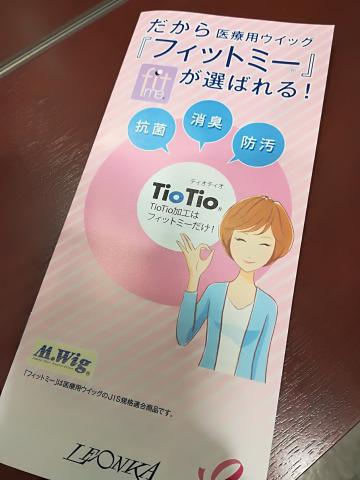 だから医療用ウイッグ
『フィットミー』
fit me.
が選ばれる!
抗菌
消臭
防汚
ティオティオ
TioTio®
TioTio加工は
フィットミーだけ!
M.Wig®
「フィットミー」は医療用ウイッグのJIS規格適合商品です。
LEONKA